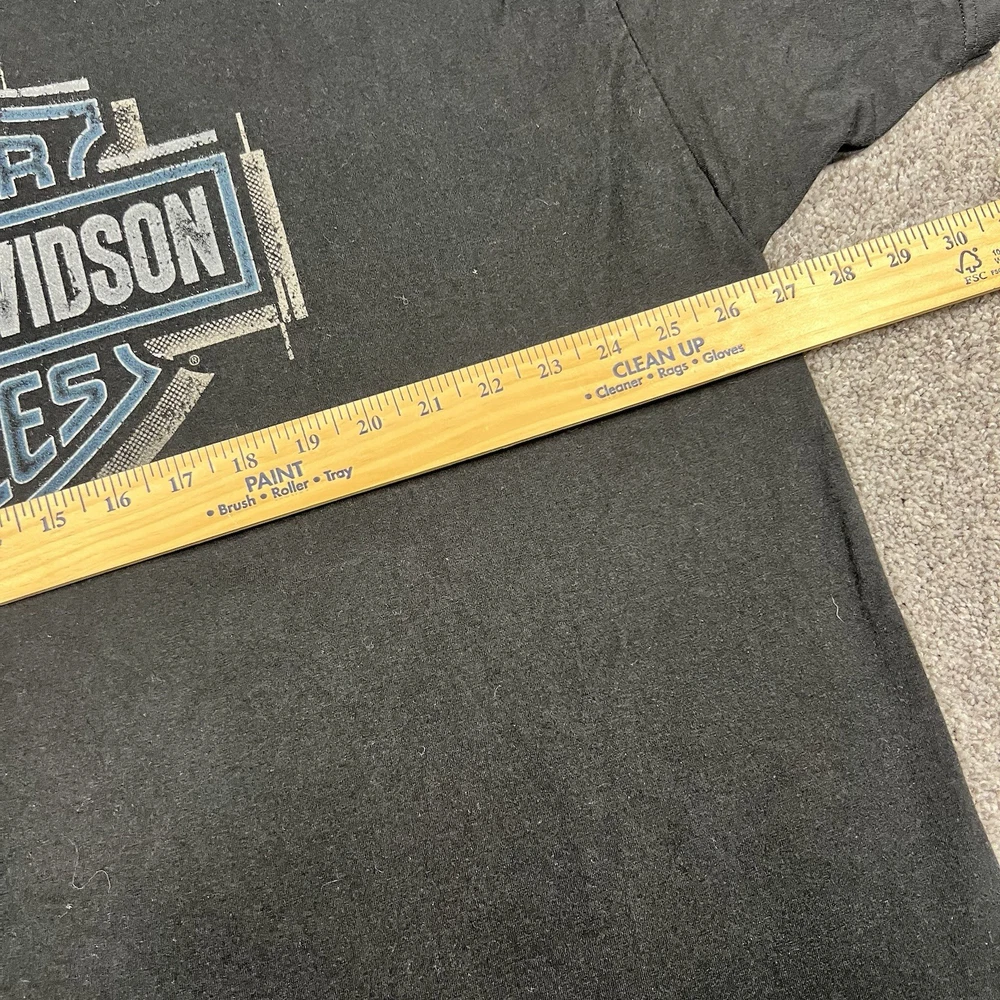 R
VIDSON
LES
®
15 16 17 18 19 20 21 22 23 24 25 26 27 28 29 30
PAINT
• Brush • Roller • Tray
CLEAN UP
• Cleaner • Rags • Gloves
FSC